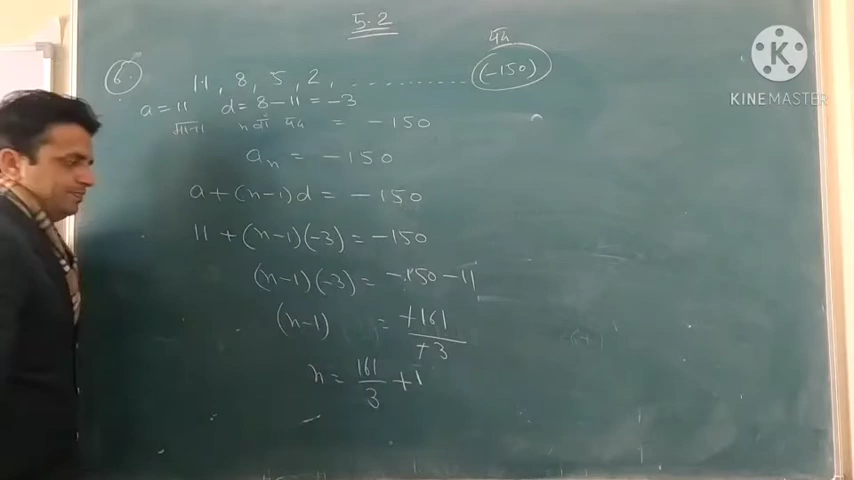 5.2
पद
6. 11, 8, 5, 2, ............ (-150)
a = 11 d = 8 - 11 = -3
माना n वाँ पद = -150
aₙ = -150
a + (n-1) d = -150
11 + (n-1)(-3) = -150
(n-1)(-3) = -150 - 11
(n-1) = +161/+3
n = 161/3 + 1
K
KINEMASTER